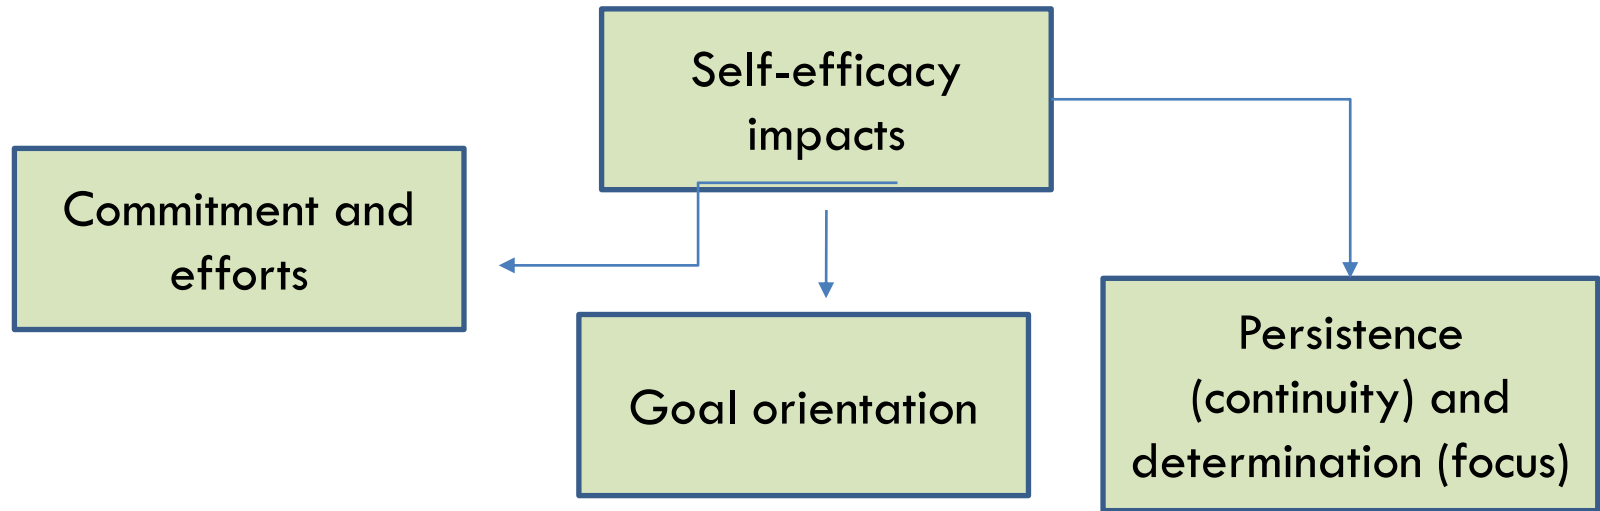 Self-efficacy
impacts
Commitment and
efforts
Goal orientation
Persistence
(continuity) and
determination (focus)